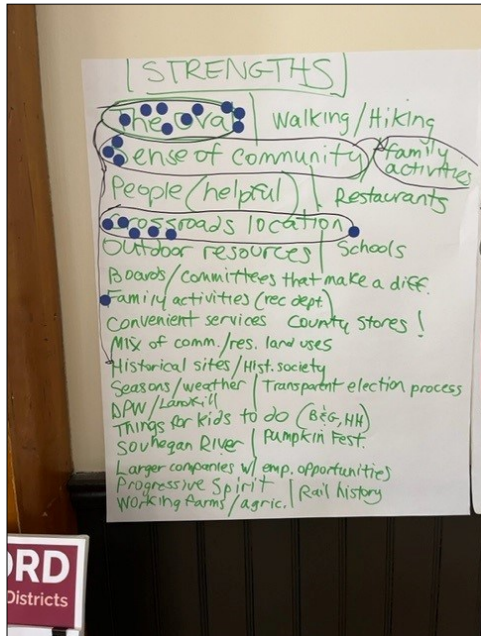 STRENGTHS
The Oval | Walking/Hiking
Sense of community / family activities
People (helpful) | Restaurants
Crossroads location
Outdoor resources | Schools
Boards/committees that make a diff.
Family activities (rec dept)
Convenient services County Stores!
Mix of comm./res. land uses
Historical sites/Hist. society
Seasons/weather | Transparent election process
DPW/Landfill
Things for kids to do (B&G, HH)
Souhegan River | Pumpkin Fest.
Larger companies w/ emp. opportunities
Progressive Spirit | Rail history
Working farms/agric.
ORD
Districts